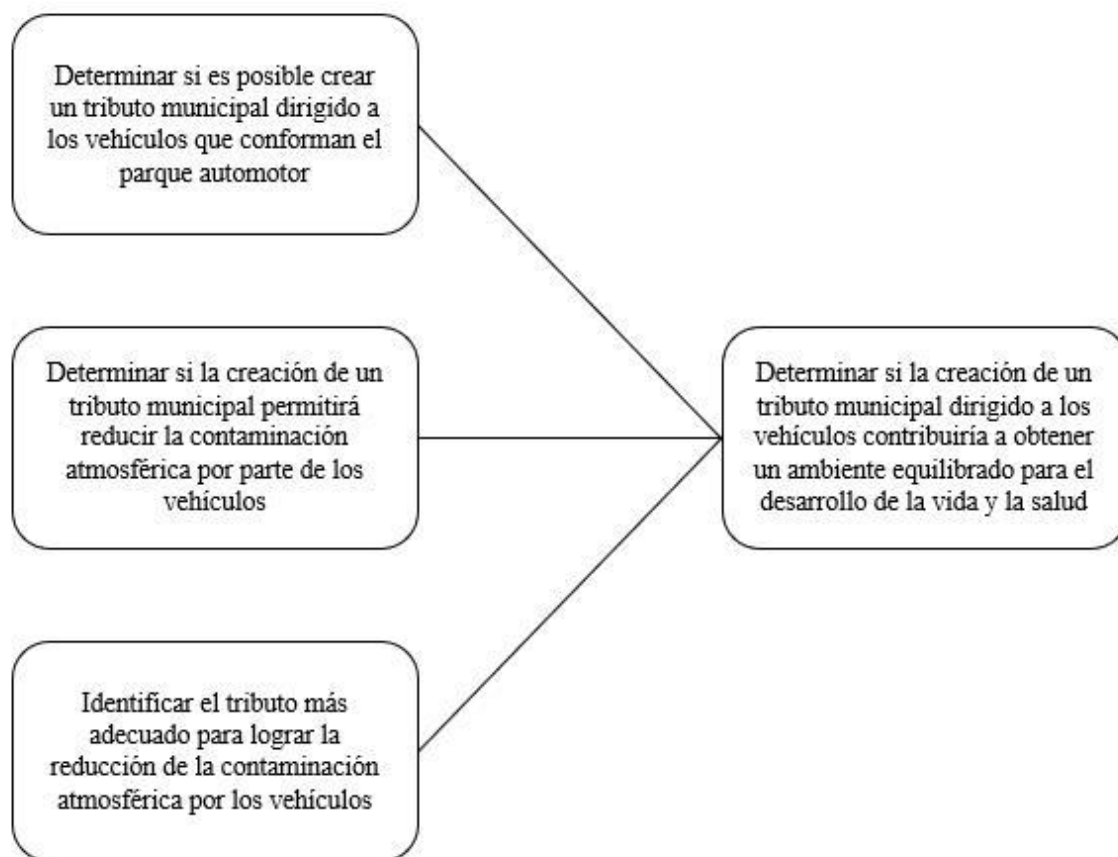 Determinar si es posible crear
un tributo municipal dirigido a
los vehículos que conforman el
parque automotor
Determinar si la creación de un
tributo municipal permitirá
reducir la contaminación
atmosférica por parte de los
vehículos
Determinar si la creación de un
tributo municipal dirigido a los
vehículos contribuiría a obtener
un ambiente equilibrado para el
desarrollo de la vida y la salud
Identificar el tributo más
adecuado para lograr la
reducción de la contaminación
atmosférica por los vehículos